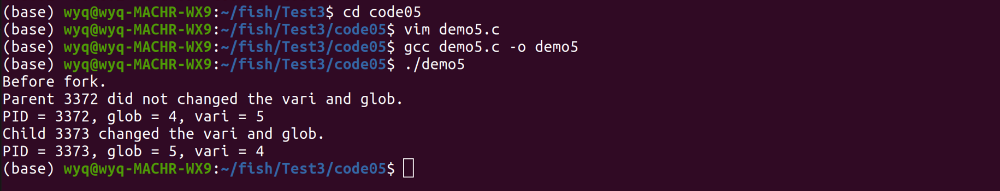 (base) wyq@wyq-MACHR-WX9:~/fish/Test3$ cd code05
(base) wyq@wyq-MACHR-WX9:~/fish/Test3/code05$ vim demo5.c
(base) wyq@wyq-MACHR-WX9:~/fish/Test3/code05$ gcc demo5.c -o demo5
(base) wyq@wyq-MACHR-WX9:~/fish/Test3/code05$ ./demo5
Before fork.
Parent 3372 did not changed the vari and glob.
PID = 3372, glob = 4, vari = 5
Child 3373 changed the vari and glob.
PID = 3373, glob = 5, vari = 4
(base) wyq@wyq-MACHR-WX9:~/fish/Test3/code05$